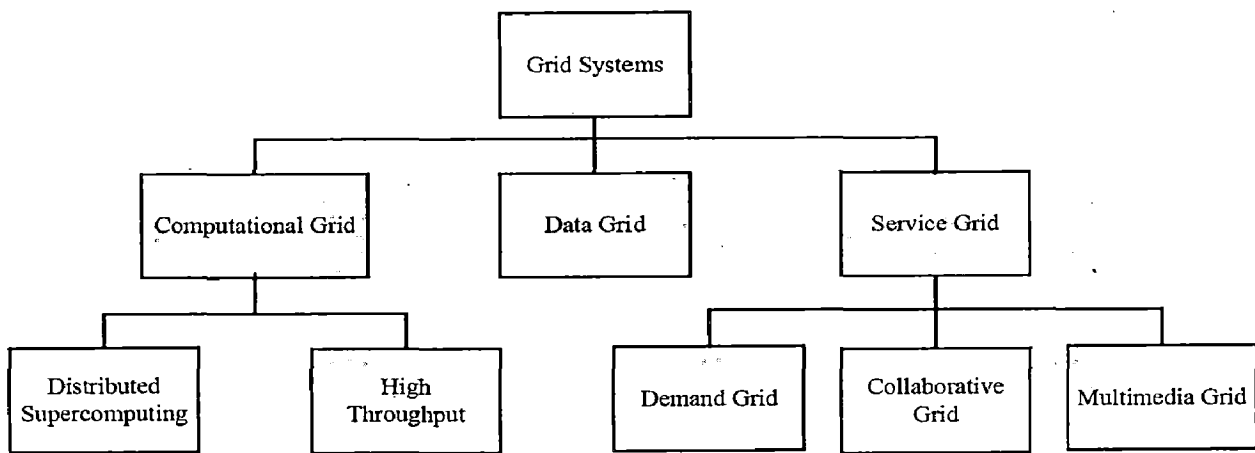 Grid Systems
Computational Grid
Data Grid
Service Grid
Distributed
Supercomputing
High
Throughput
Demand Grid
Collaborative
Grid
Multimedia Grid